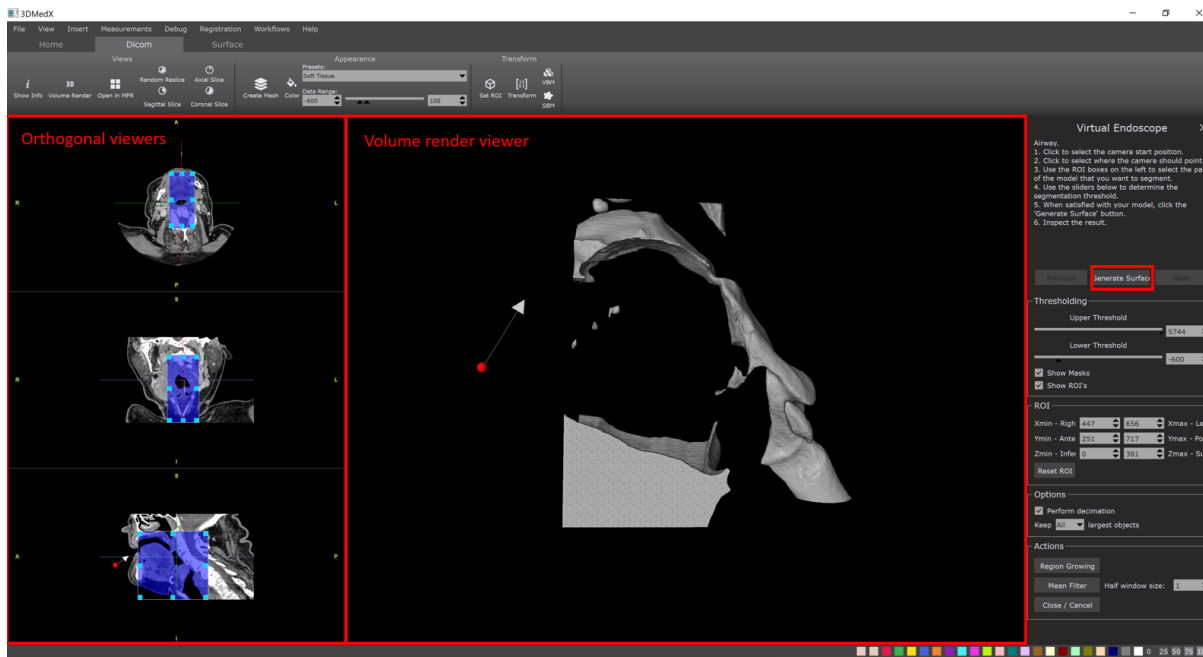 3DMedX
File View Insert Measurements Debug Registration Workflows Help
Home Dicom Surface
Views
Show Info
3D
Volume Render
Open in MPR
Random Reslice
Axial Slice
Sagittal Slice
Coronal Slice
Appearance
Create Mesh
Color
Presets:
Soft Tissue
Data Range:
-600
100
Transform
Set ROI
Transform
VBM
SBM
Orthogonal viewers
A
R
L
P
S
R
L
I
S
A
P
I
Volume render viewer
Virtual Endoscope
Airway.
1. Click to select the camera start position.
2. Click to select where the camere should point
3. Use the ROI boxes on the left to select the pa
of the model that you want to segment.
4. Use the sliders below to determine the
segmentation threshold.
5. When satisfied with your model, click the
'Generate Surface' button.
6. Inspect the result.
Previous
Generate Surfac
Next
Thresholding
Upper Threshold
5744
Lower Threshold
-600
Show Masks
Show ROI's
ROI
Xmin - Righ 447 656 Xmax - Le
Ymin - Ante 251 717 Ymax - Po
Zmin - Infer 0 381 Zmax - Su
Reset ROI
Options
Perform decimation
Keep All largest objects
Actions
Region Growing
Mean Filter Half window size: 1
Close / Cancel
0 25 50 75